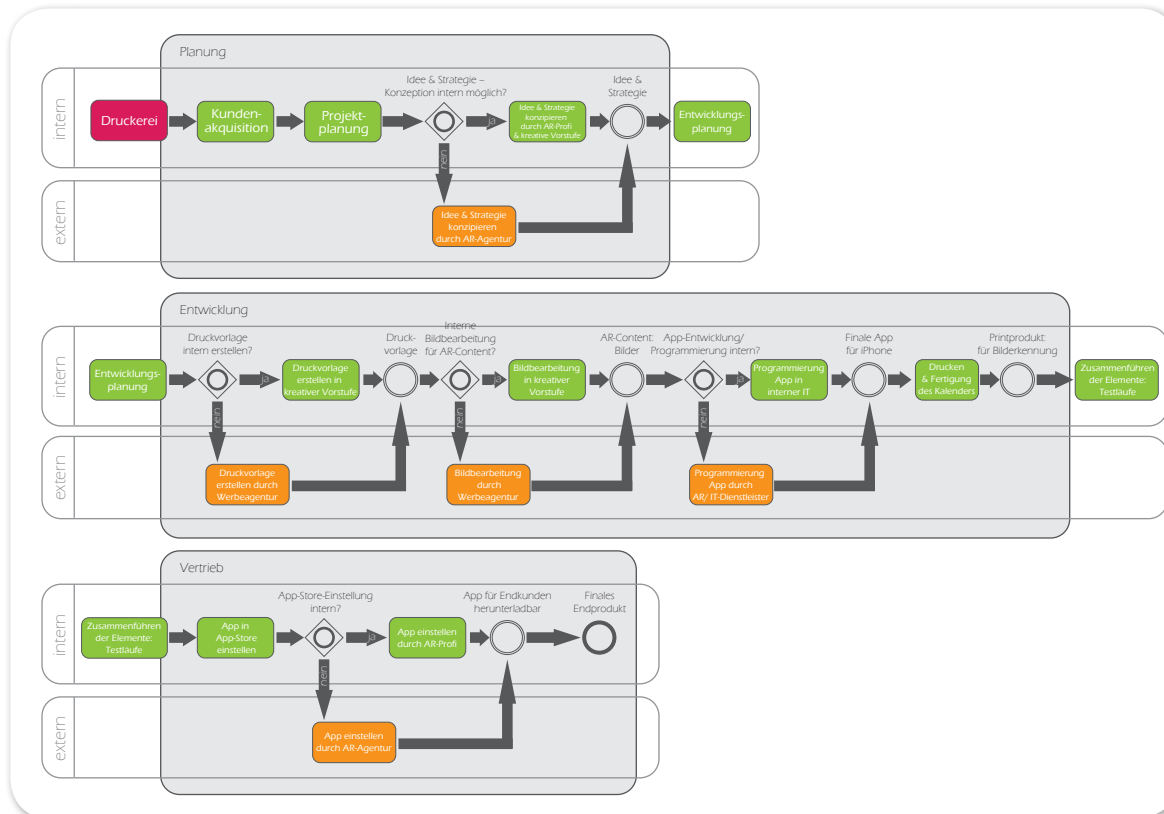 Planung
intern
Druckerei
Kunden-
akquisition
Projekt-
planung
Idee & Strategie –
Konzeption intern möglich?
ja
nein
Idee & Strategie
konzipieren
durch AR-Profi
& kreative Vorstufe
Idee &
Strategie
Entwicklungs-
planung
extern
Idee & Strategie
konzipieren
durch AR-Agentur
Entwicklung
intern
Entwicklungs-
planung
Druckvorlage
intern erstellen?
ja
nein
Druckvorlage
erstellen in
kreativer Vorstufe
Druck-
vorlage
Interne
Bildbearbeitung
für AR-Content?
ja
nein
Bildbearbeitung
in kreativer
Vorstufe
AR-Content:
Bilder
App-Entwicklung/
Programmierung intern?
ja
nein
Programmierung
App in
interner IT
Finale App
für iPhone
Drucken
& Fertigung
des Kalenders
Printprodukt:
für Bilderkennung
Zusammenführen
der Elemente:
Testläufe
extern
Druckvorlage
erstellen durch
Werbeagentur
Bildbearbeitung
durch
Werbeagentur
Programmierung
App durch
AR/ IT-Dienstleister
Vertrieb
intern
Zusammenführen
der Elemente:
Testläufe
App in
App-Store
einstellen
App-Store-Einstellung
intern?
ja
nein
App einstellen
durch AR-Profi
App für Endkunden
herunterladbar
Finales
Endprodukt
extern
App einstellen
durch AR-Agentur